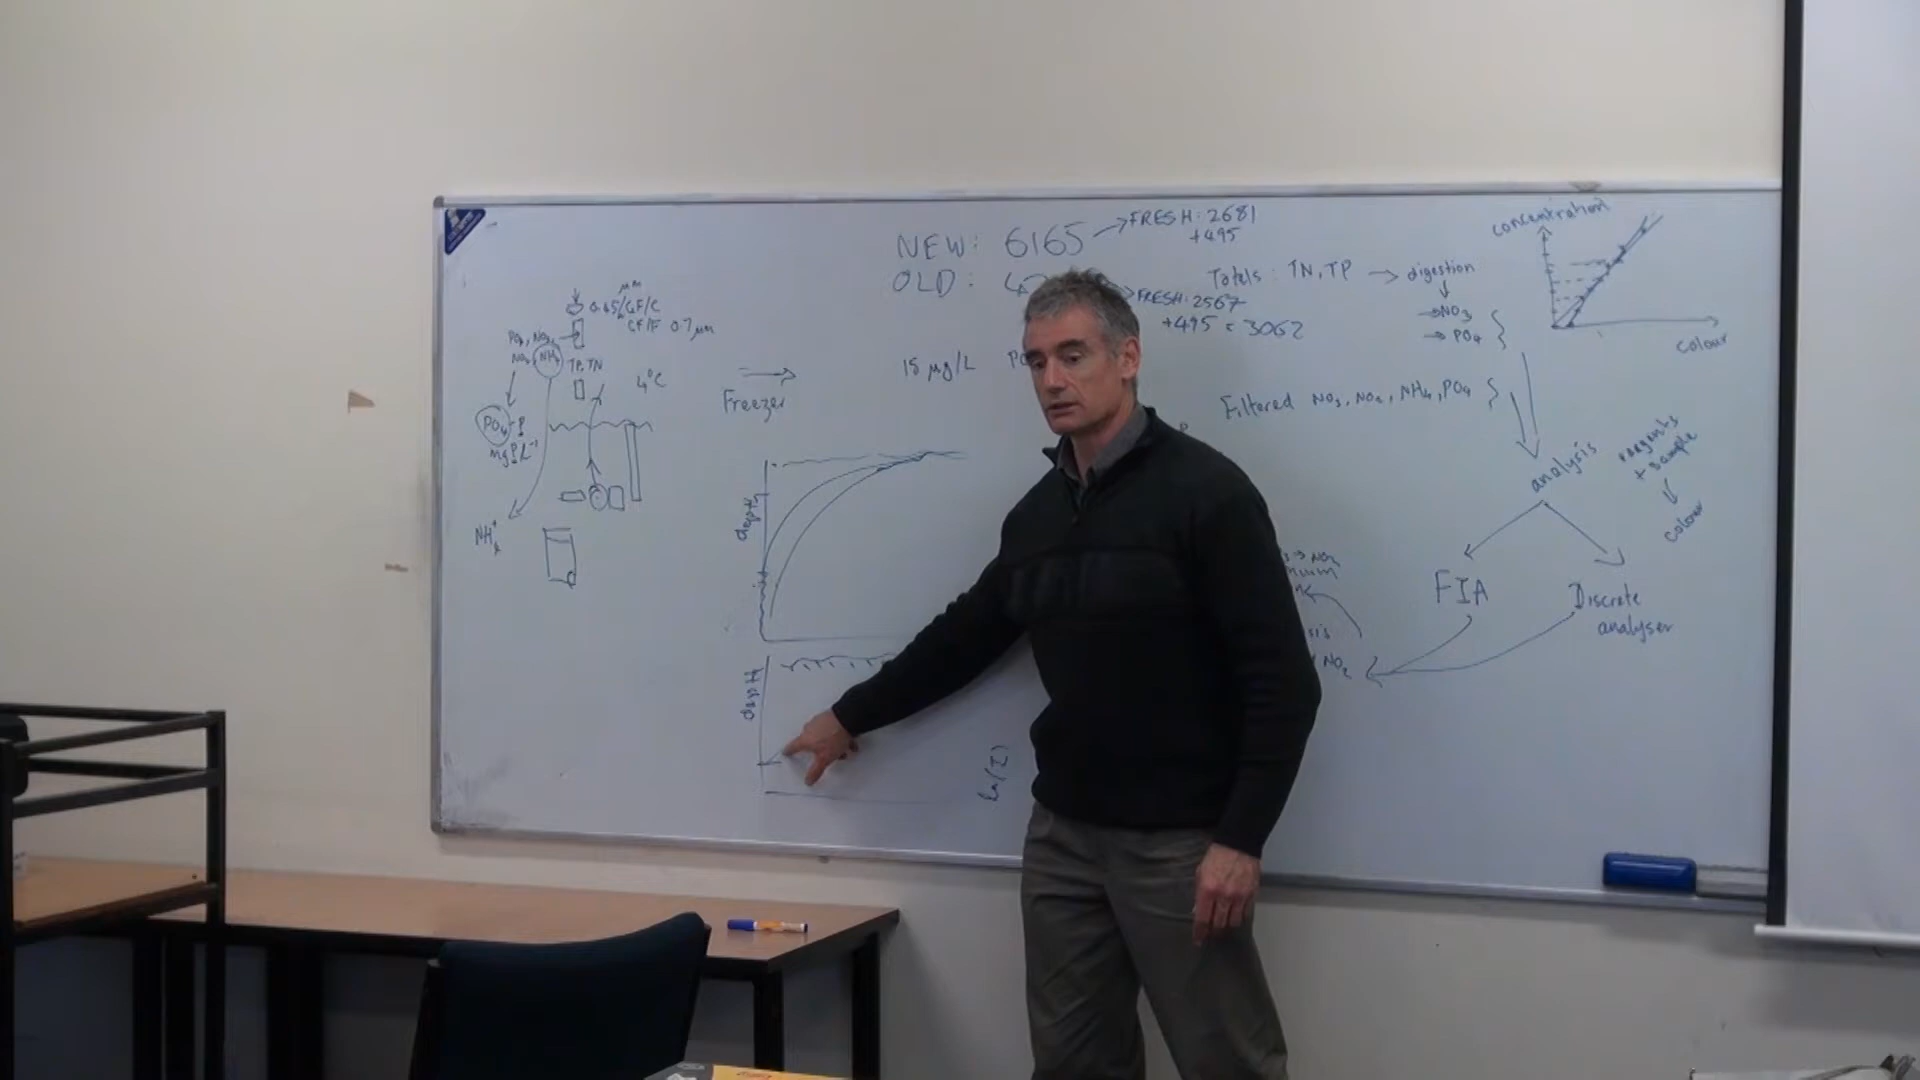 NEW: 6165
FRESH: 2681
+495
OLD:
FRESH: 2567
+495 = 3062
Totals: TN, TP → digestion
→ NO3
→ PO4
concentration
colour
0.45/GF/C
μm
GF/F 0.7 μm
PO4, NO3,
NO2 NH4
TP, TN
4°C
PO4-P
mg P L⁻¹
NH4+
Freezer
15 μg/L
Filtered NO3, NO2, NH4, PO4
analysis
reagents
+ sample
colour
FIA
Discrete
analyser
→ NO2
NO2
depth
depth
ln(I)